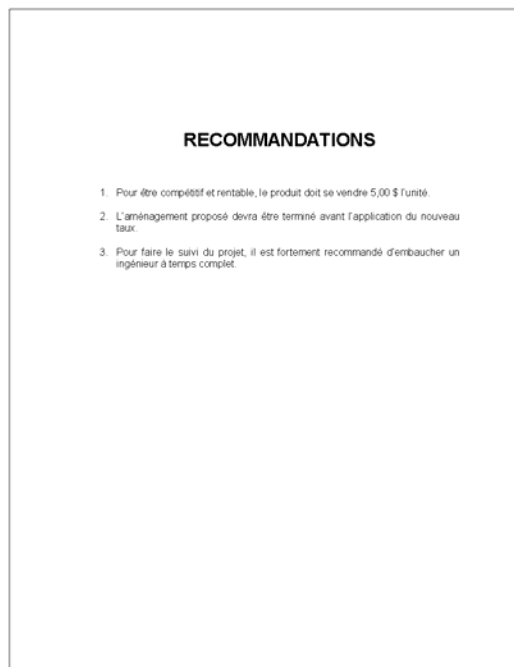 RECOMMANDATIONS
1. Pour être compétitif et rentable, le produit doit se vendre 5,00 $ l'unité.
2. L'aménagement proposé devra être terminé avant l'application du nouveau
taux.
3. Pour faire le suivi du projet, il est fortement recommandé d'embaucher un
ingénieur à temps complet.